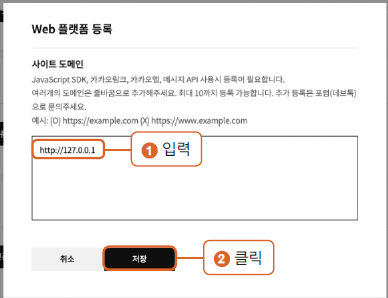 Web 플랫폼 등록
사이트 도메인
JavaScript SDK, 카카오링크, 카카오맵, 메시지 API 사용시 등록이 필요합니다.
여러개의 도메인은 줄바꿈으로 추가해주세요. 최대 10까지 등록 가능합니다. 추가 등록은 포럼(데브톡)
으로 문의주세요.
예시: (O) https://example.com (X) https://www.example.com
http://127.0.0.1
1 입력
취소
저장
2 클릭